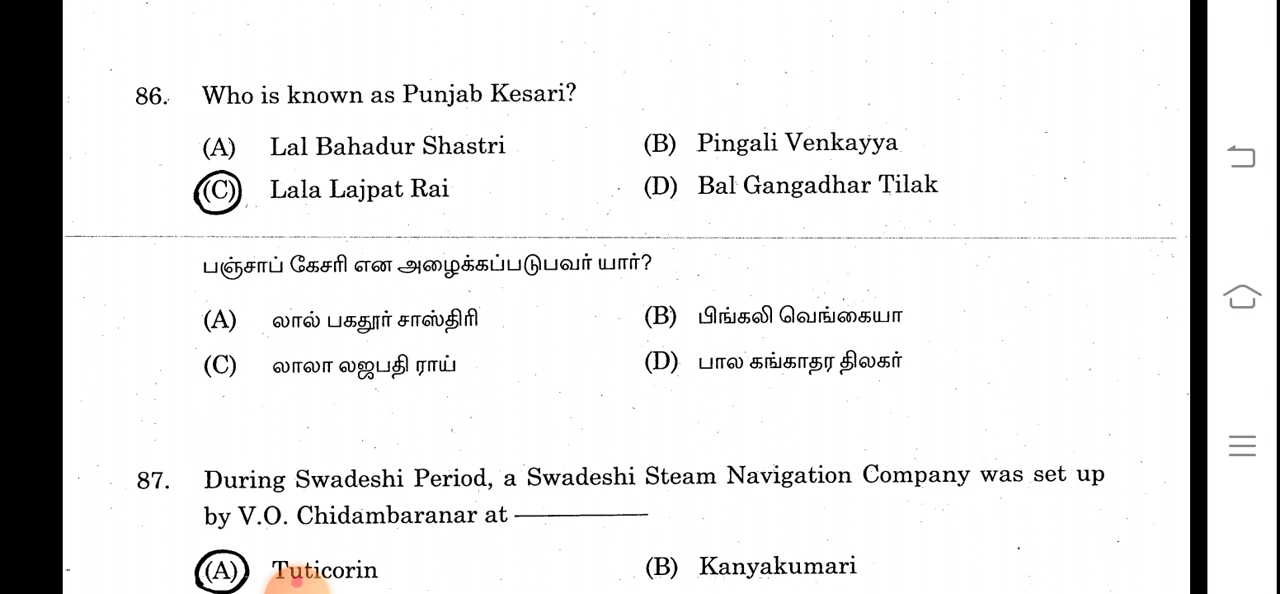 86. Who is known as Punjab Kesari?
(A) Lal Bahadur Shastri (B) Pingali Venkayya
(C) Lala Lajpat Rai (D) Bal Gangadhar Tilak
பஞ்சாப் கேசரி என அழைக்கப்படுபவர் யார்?
(A) லால் பகதூர் சாஸ்திரி (B) பிங்கலி வெங்கையா
(C) லாலா லஜபதி ராய் (D) பால கங்காதர திலகர்
87. During Swadeshi Period, a Swadeshi Steam Navigation Company was set up
by V.O. Chidambaranar at ————
(A) Tuticorin (B) Kanyakumari